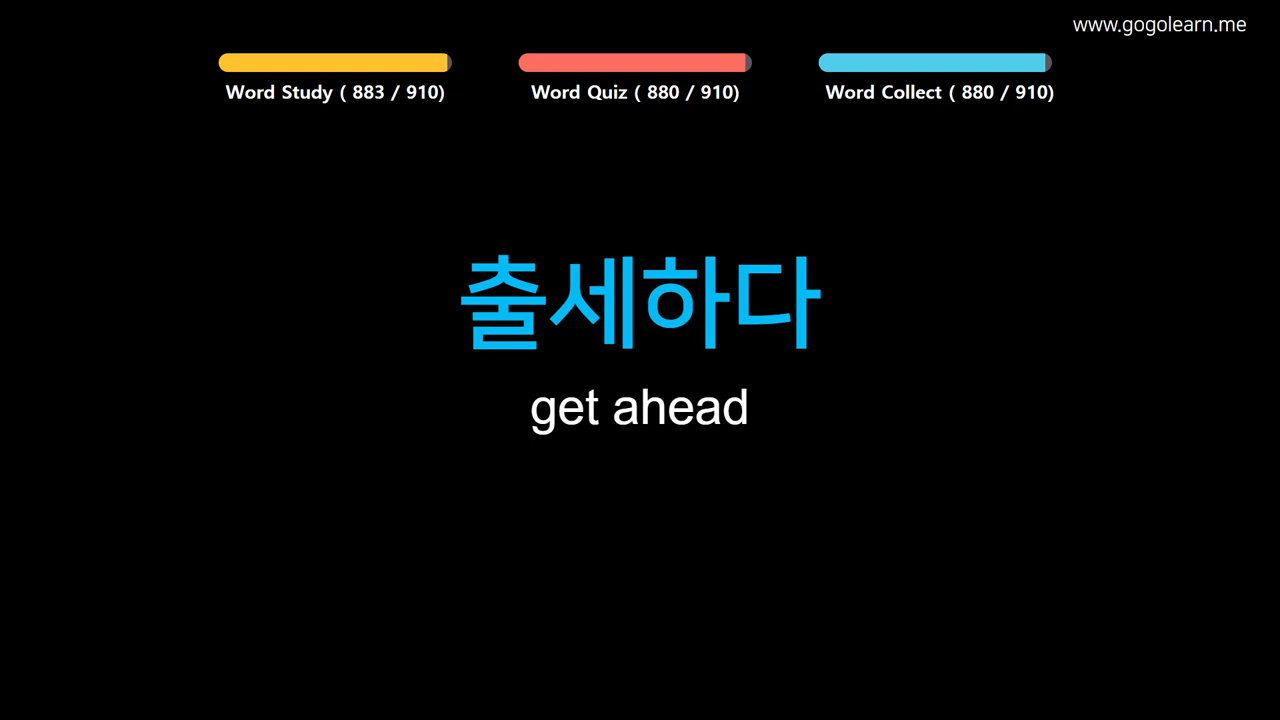 www.gogolearn.me
Word Study ( 883 / 910)
Word Quiz ( 880 / 910)
Word Collect ( 880 / 910)
출세하다
get ahead